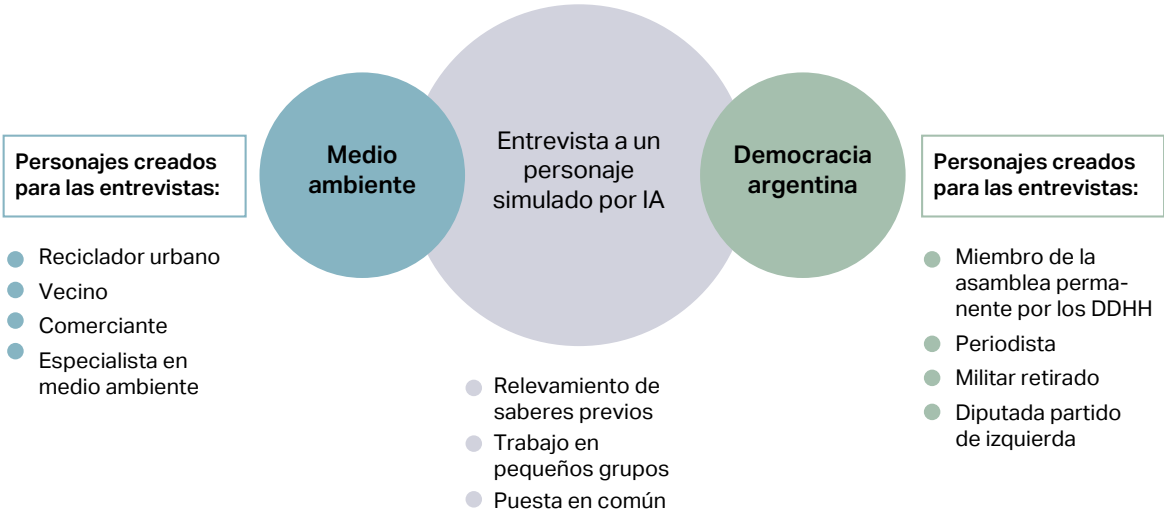 Personajes creados
para las entrevistas:
Reciclador urbano
Vecino
Comerciante
Especialista en
medio ambiente
Medio
ambiente
Entrevista a un
personaje
simulado por IA
Relevamiento de
saberes previos
Trabajo en
pequeños grupos
Puesta en común
Democracia
argentina
Personajes creados
para las entrevistas:
Miembro de la
asamblea perma-
nente por los DDHH
Periodista
Militar retirado
Diputada partido
de izquierda